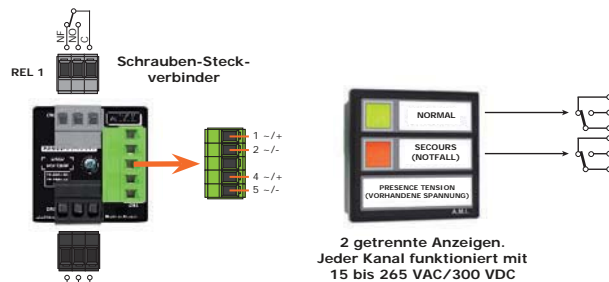 NF NO C
REL 1
Schrauben-Steck-
verbinder
1 ~/+
2 ~/-
4 ~/+
5 ~/-
NORMAL
SECOURS
(NOTFALL)
PRESENCE TENSION
(VORHANDENE SPANNUNG)
A.M.I.
2 getrennte Anzeigen.
Jeder Kanal funktioniert mit
15 bis 265 VAC/300 VDC